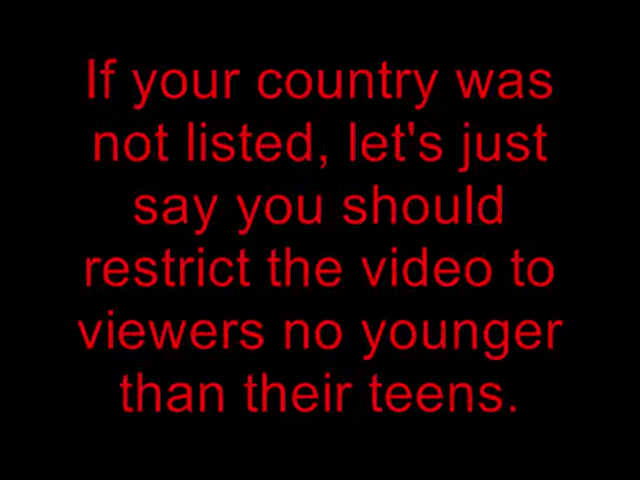 If your country was
not listed, let's just
say you should
restrict the video to
viewers no younger
than their teens.